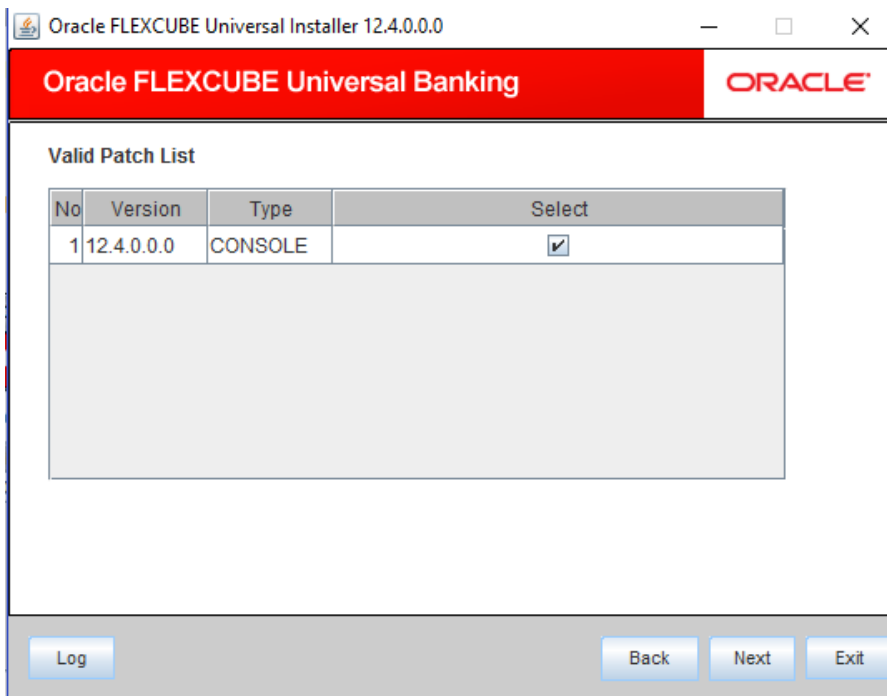 Oracle FLEXCUBE Universal Installer 12.4.0.0.0
Oracle FLEXCUBE Universal Banking ORACLE
Valid Patch List
No Version Type Select
1 12.4.0.0.0 CONSOLE
Log Back Next Exit